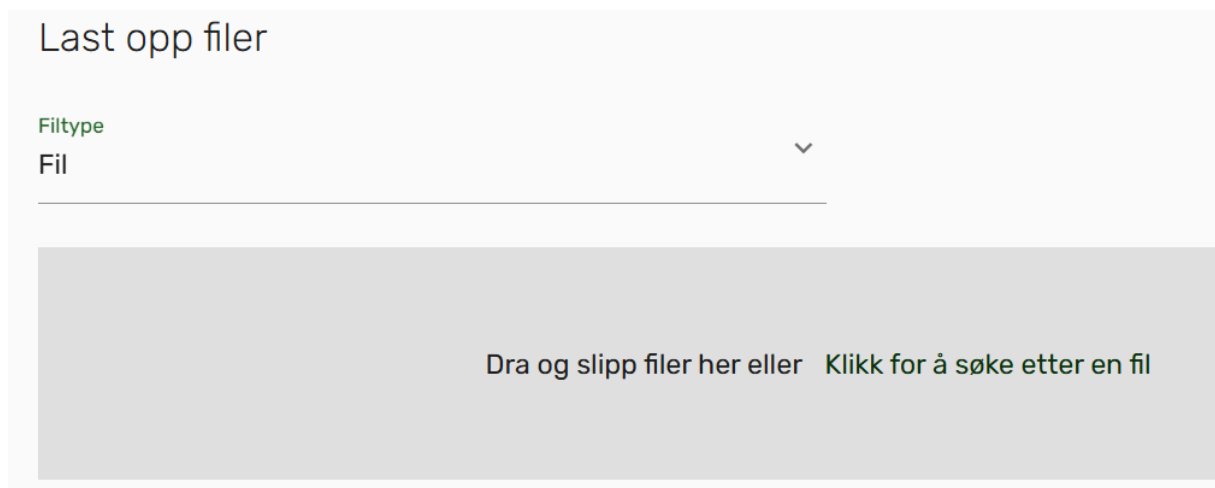 Last opp filer
Filtype
Fil
Dra og slipp filer her eller Klikk for å søke etter en fil